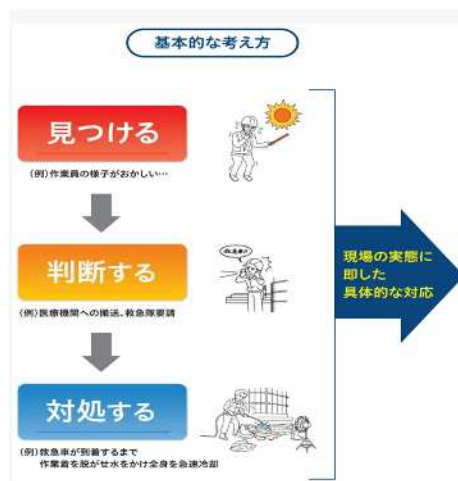 基本的な考え方
見つける
(例)作業員の様子がおかしい…
判断する
(例)医療機関への搬送、救急隊要請
対処する
(例)救急車が到着するまで
作業着を脱がせ水をかけ全身を急速冷却
現場の実態に
即した
具体的な対応